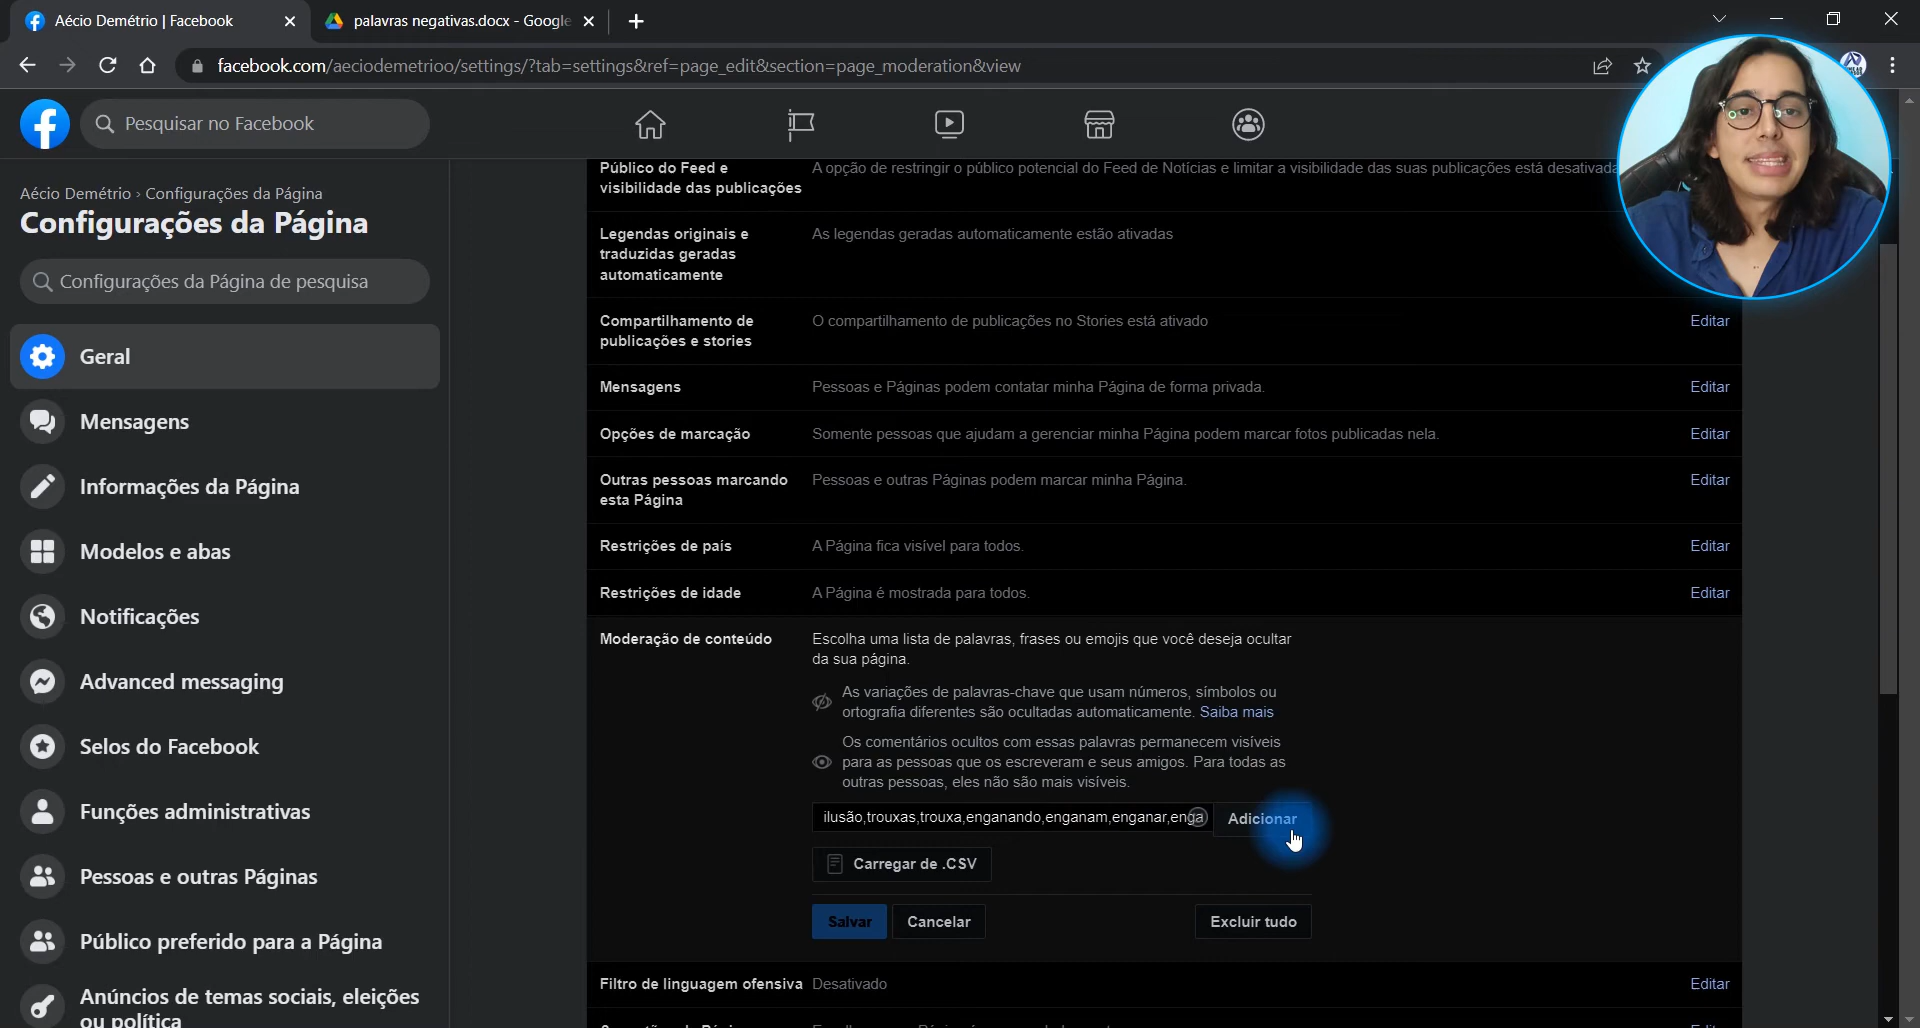 Aécio Demétrio | Facebook
palavras negativas.docx - Google
facebook.com/aeciodemetrioo/settings/?tab=settings&ref=page_edit&section=page_moderation&view
Pesquisar no Facebook
Aécio Demétrio › Configurações da Página
Configurações da Página
Configurações da Página de pesquisa
Geral
Mensagens
Informações da Página
Modelos e abas
Notificações
Advanced messaging
Selos do Facebook
Funções administrativas
Pessoas e outras Páginas
Público preferido para a Página
Anúncios de temas sociais, eleições
ou política
Público do Feed e
visibilidade das publicações
A opção de restringir o público potencial do Feed de Notícias e limitar a visibilidade das suas publicações está desativada
Legendas originais e
traduzidas geradas
automaticamente
As legendas geradas automaticamente estão ativadas
Compartilhamento de
publicações e stories
O compartilhamento de publicações no Stories está ativado
Editar
Mensagens
Pessoas e Páginas podem contatar minha Página de forma privada.
Editar
Opções de marcação
Somente pessoas que ajudam a gerenciar minha Página podem marcar fotos publicadas nela.
Editar
Outras pessoas marcando
esta Página
Pessoas e outras Páginas podem marcar minha Página.
Editar
Restrições de país
A Página fica visível para todos.
Editar
Restrições de idade
A Página é mostrada para todos.
Editar
Moderação de conteúdo
Escolha uma lista de palavras, frases ou emojis que você deseja ocultar
da sua página.
As variações de palavras-chave que usam números, símbolos ou
ortografia diferentes são ocultadas automaticamente. Saiba mais
Os comentários ocultos com essas palavras permanecem visíveis
para as pessoas que os escreveram e seus amigos. Para todas as
outras pessoas, eles não são mais visíveis.
ilusão,trouxas,trouxa,enganando,enganam,enganar,enga
Adicionar
Carregar de .CSV
Salvar
Cancelar
Excluir tudo
Filtro de linguagem ofensiva
Desativado
Editar